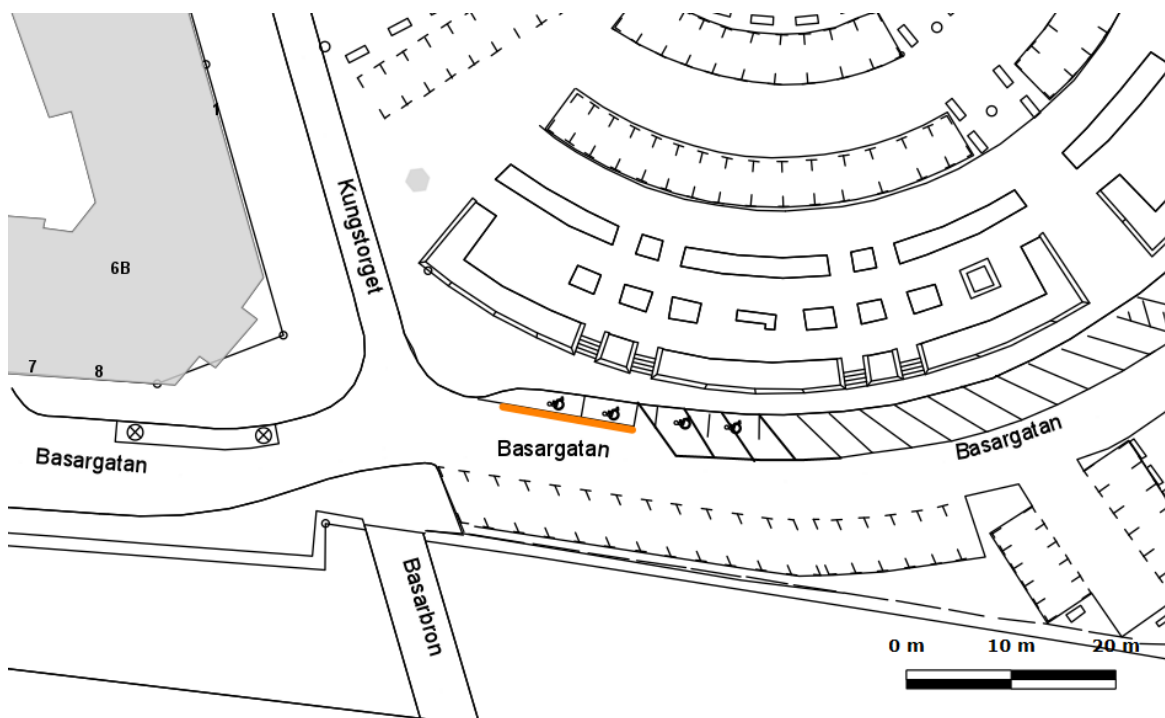 1
Kungstorget
6B
7
8
Basargatan
Basargatan
Basargatan
Basarbron
0 m 10 m 20 m